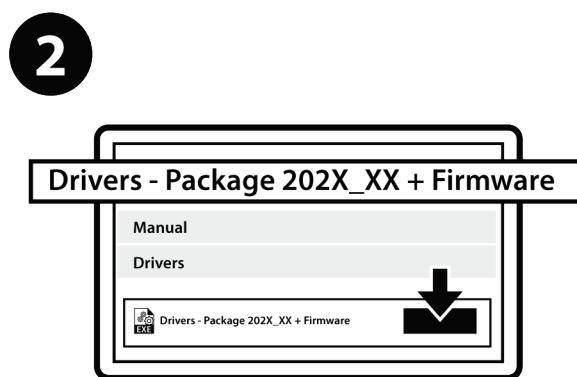 2
Drivers - Package 202X_XX + Firmware
Manual
Drivers
EXE
Drivers - Package 202X_XX + Firmware